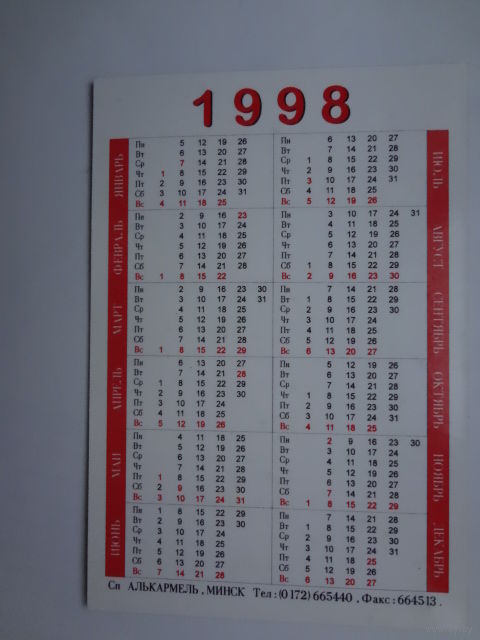 1998
ЯНВАРЬ
Пн 5 12 19 26
Вт 6 13 20 27
Ср 7 14 21 28
Чт 1 8 15 22 29
Пт 2 9 16 23 30
Сб 3 10 17 24 31
Вс 4 11 18 25
ФЕВРАЛЬ
Пн 2 9 16 23
Вт 3 10 17 24
Ср 4 11 18 25
Чт 5 12 19 26
Пт 6 13 20 27
Сб 7 14 21 28
Вс 1 8 15 22
МАРТ
Пн 2 9 16 23 30
Вт 3 10 17 24 31
Ср 4 11 18 25
Чт 5 12 19 26
Пт 6 13 20 27
Сб 7 14 21 28
Вс 1 8 15 22 29
АПРЕЛЬ
Пн 6 13 20 27
Вт 7 14 21 28
Ср 1 8 15 22 29
Чт 2 9 16 23 30
Пт 3 10 17 24
Сб 4 11 18 25
Вс 5 12 19 26
МАИ
Пн 4 11 18 25
Вт 5 12 19 26
Ср 6 13 20 27
Чт 7 14 21 28
Пт 1 8 15 22 29
Сб 2 9 16 23 30
Вс 3 10 17 24 31
ИЮНЬ
Пн 1 8 15 22 29
Вт 2 9 16 23 30
Ср 3 10 17 24
Чт 4 11 18 25
Пт 5 12 19 26
Сб 6 13 20 27
Вс 7 14 21 28
ИЮЛЬ
Пн 6 13 20 27
Вт 7 14 21 28
Ср 1 8 15 22 29
Чт 2 9 16 23 30
Пт 3 10 17 24 31
Сб 4 11 18 25
Вс 5 12 19 26
АВГУСТ
Пн 3 10 17 24 31
Вт 4 11 18 25
Ср 5 12 19 26
Чт 6 13 20 27
Пт 7 14 21 28
Сб 1 8 15 22 29
Вс 2 9 16 23 30
СЕНТЯБРЬ
Пн 7 14 21 28
Вт 1 8 15 22 29
Ср 2 9 16 23 30
Чт 3 10 17 24
Пт 4 11 18 25
Сб 5 12 19 26
Вс 6 13 20 27
ОКТЯБРЬ
Пн 5 12 19 26
Вт 6 13 20 27
Ср 7 14 21 28
Чт 1 8 15 22 29
Пт 2 9 16 23 30
Сб 3 10 17 24 31
Вс 4 11 18 25
НОЯБРЬ
Пн 2 9 16 23 30
Вт 3 10 17 24
Ср 4 11 18 25
Чт 5 12 19 26
Пт 6 13 20 27
Сб 7 14 21 28
Вс 1 8 15 22 29
ДЕКАБРЬ
Пн 7 14 21 28
Вт 1 8 15 22 29
Ср 2 9 16 23 30
Чт 3 10 17 24 31
Пт 4 11 18 25
Сб 5 12 19 26
Вс 6 13 20 27
Сп АЛЬКАРМЕЛЬ . МИНСК Тел:(0172)665440 . Факс:664513 .